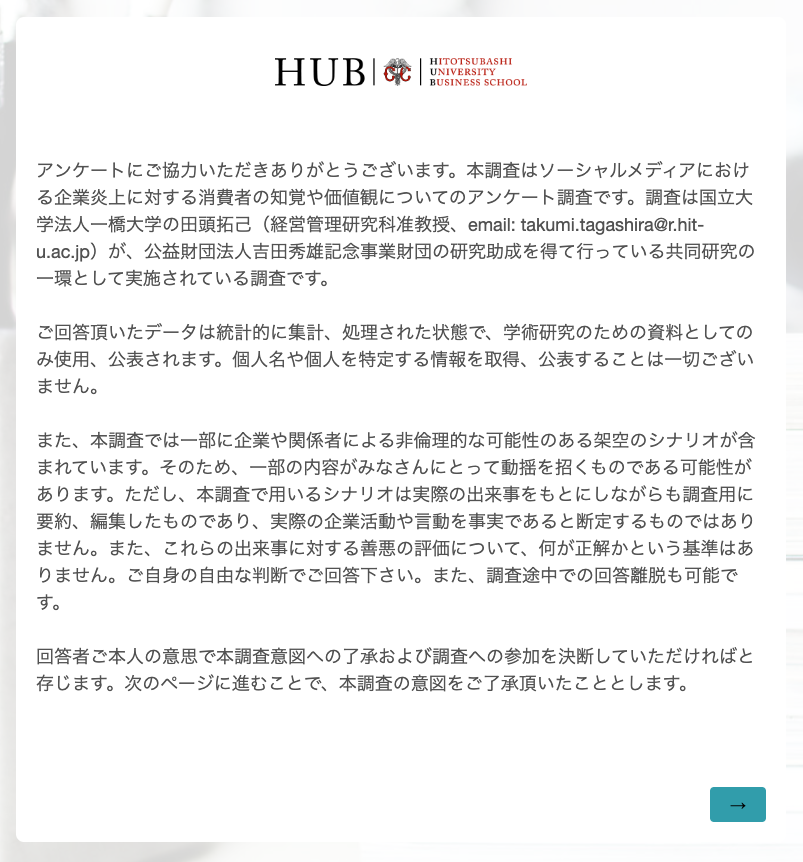 HUB
HITOTSUBASHI
UNIVERSITY
BUSINESS SCHOOL
アンケートにご協力いただきありがとうございます。本調査はソーシャルメディアにおけ
る企業炎上に対する消費者の知覚や価値観についてのアンケート調査です。調査は国立大
学法人一橋大学の田頭拓己（経営管理研究科准教授、email: takumi.tagashira@r.hit-
u.ac.jp）が、公益財団法人吉田秀雄記念事業財団の研究助成を得て行っている共同研究の
一環として実施されている調査です。
ご回答頂いたデータは統計的に集計、処理された状態で、学術研究のための資料としての
み使用、公表されます。個人名や個人を特定する情報を取得、公表することは一切ござい
ません。
また、本調査では一部に企業や関係者による非倫理的な可能性のある架空のシナリオが含
まれています。そのため、一部の内容がみなさんにとって動揺を招くものである可能性が
あります。ただし、本調査で用いるシナリオは実際の出来事をもとにしながらも調査用に
要約、編集したものであり、実際の企業活動や言動を事実であると断定するものではあり
ません。また、これらの出来事に対する善悪の評価について、何が正解かという基準はあ
りません。ご自身の自由な判断でご回答下さい。また、調査途中での回答離脱も可能で
す。
回答者ご本人の意思で本調査意図への了承および調査への参加を決断していただければと
存じます。次のページに進むことで、本調査の意図をご了承頂いたこととします。
→